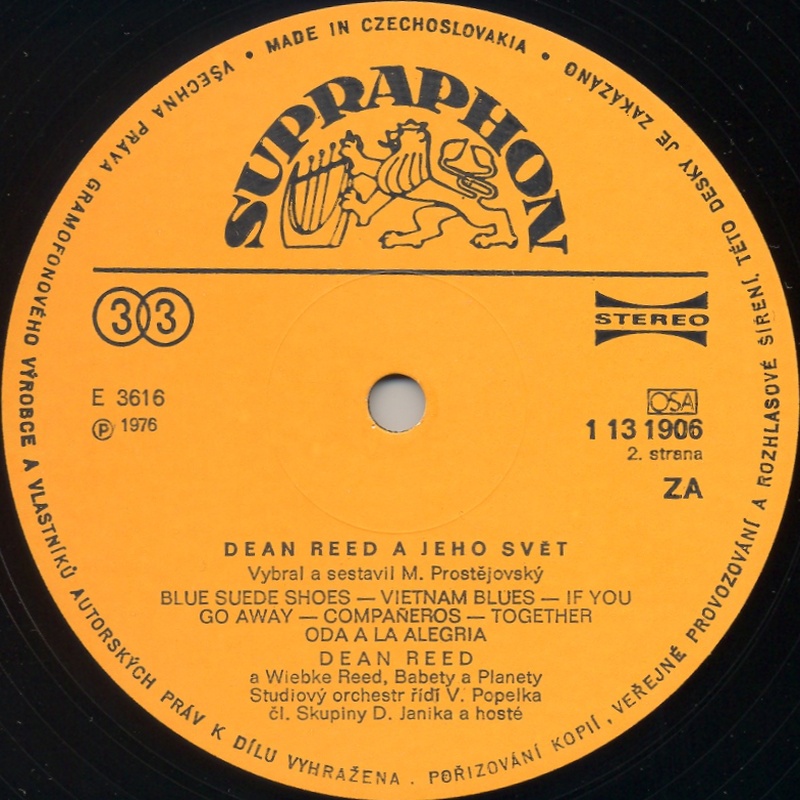 • MADE IN CZECHOSLOVAKIA •
VŠECHNA PRÁVA GRAMOFONOVÉHO VÝROBCE A VLASTNÍKŮ AUTORSKÝCH PRÁV K DÍLU VYHRAŽENA. POŘIZOVÁNÍ KOPIÍ, VEŘEJNÉ PROVOZOVÁNÍ A ROZHLASOVÉ ŠÍŘENÍ, TÉTO DESKY JE ZAKÁZÁNO
SUPRAPHON
33
STEREO
E 3616
℗ 1976
OSA
1 13 1906
2. strana
ZA
DEAN REED A JEHO SVĚT
Vybral a sestavil M. Prostějovský
BLUE SUEDE SHOES — VIETNAM BLUES — IF YOU
GO AWAY — COMPAÑEROS — TOGETHER
ODA A LA ALEGRIA
DEAN REED
a Wiebke Reed, Babety a Planety
Studiový orchestr řídí V. Popelka
čl. Skupiny D. Janika a hosté